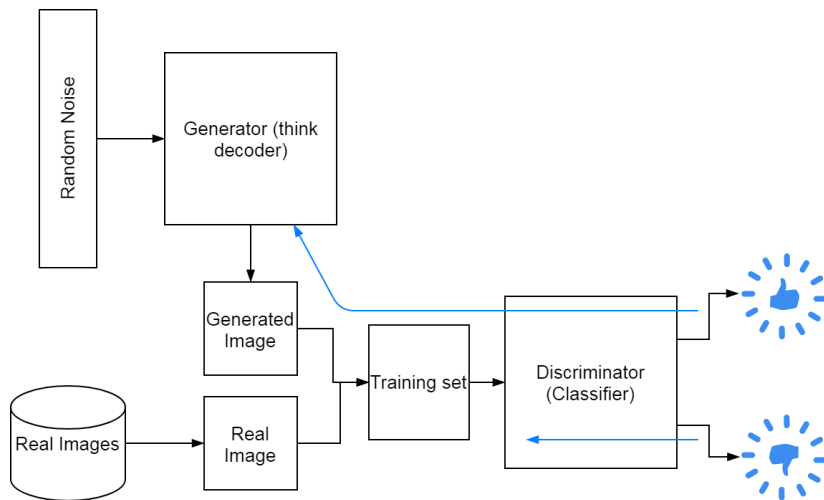 Random Noise
Generator (think
decoder)
Generated
Image
Training set
Discriminator
(Classifier)
Real Images
Real
Image